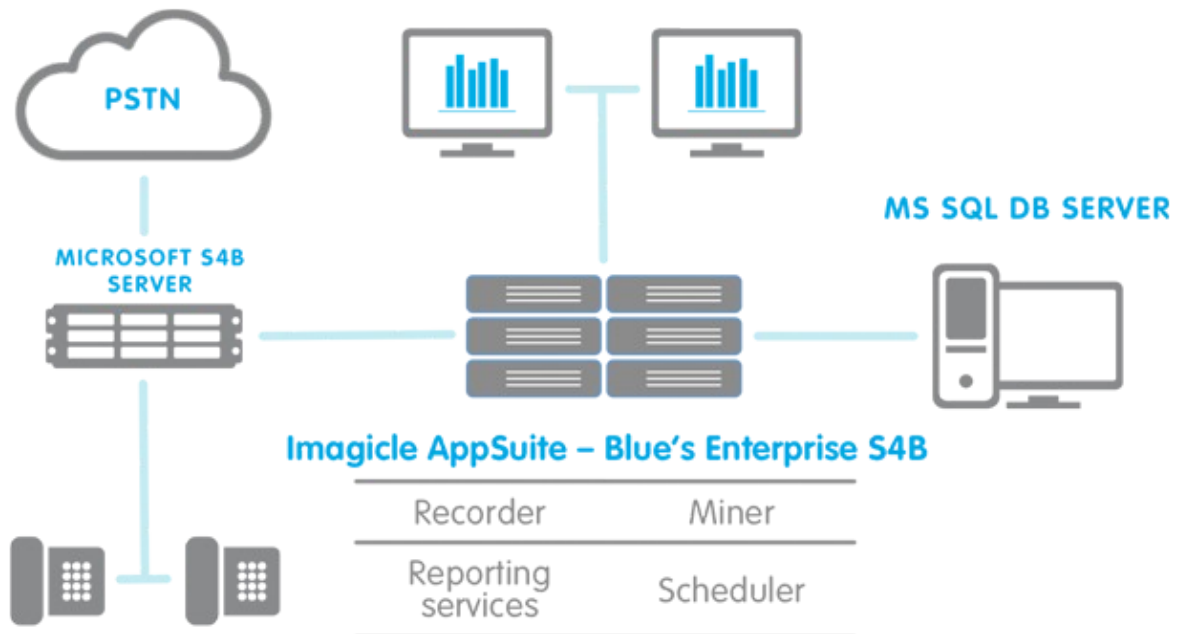 PSTN
MS SQL DB SERVER
MICROSOFT S4B
SERVER
Imagicle AppSuite – Blue's Enterprise S4B
Recorder
Miner
Reporting
services
Scheduler